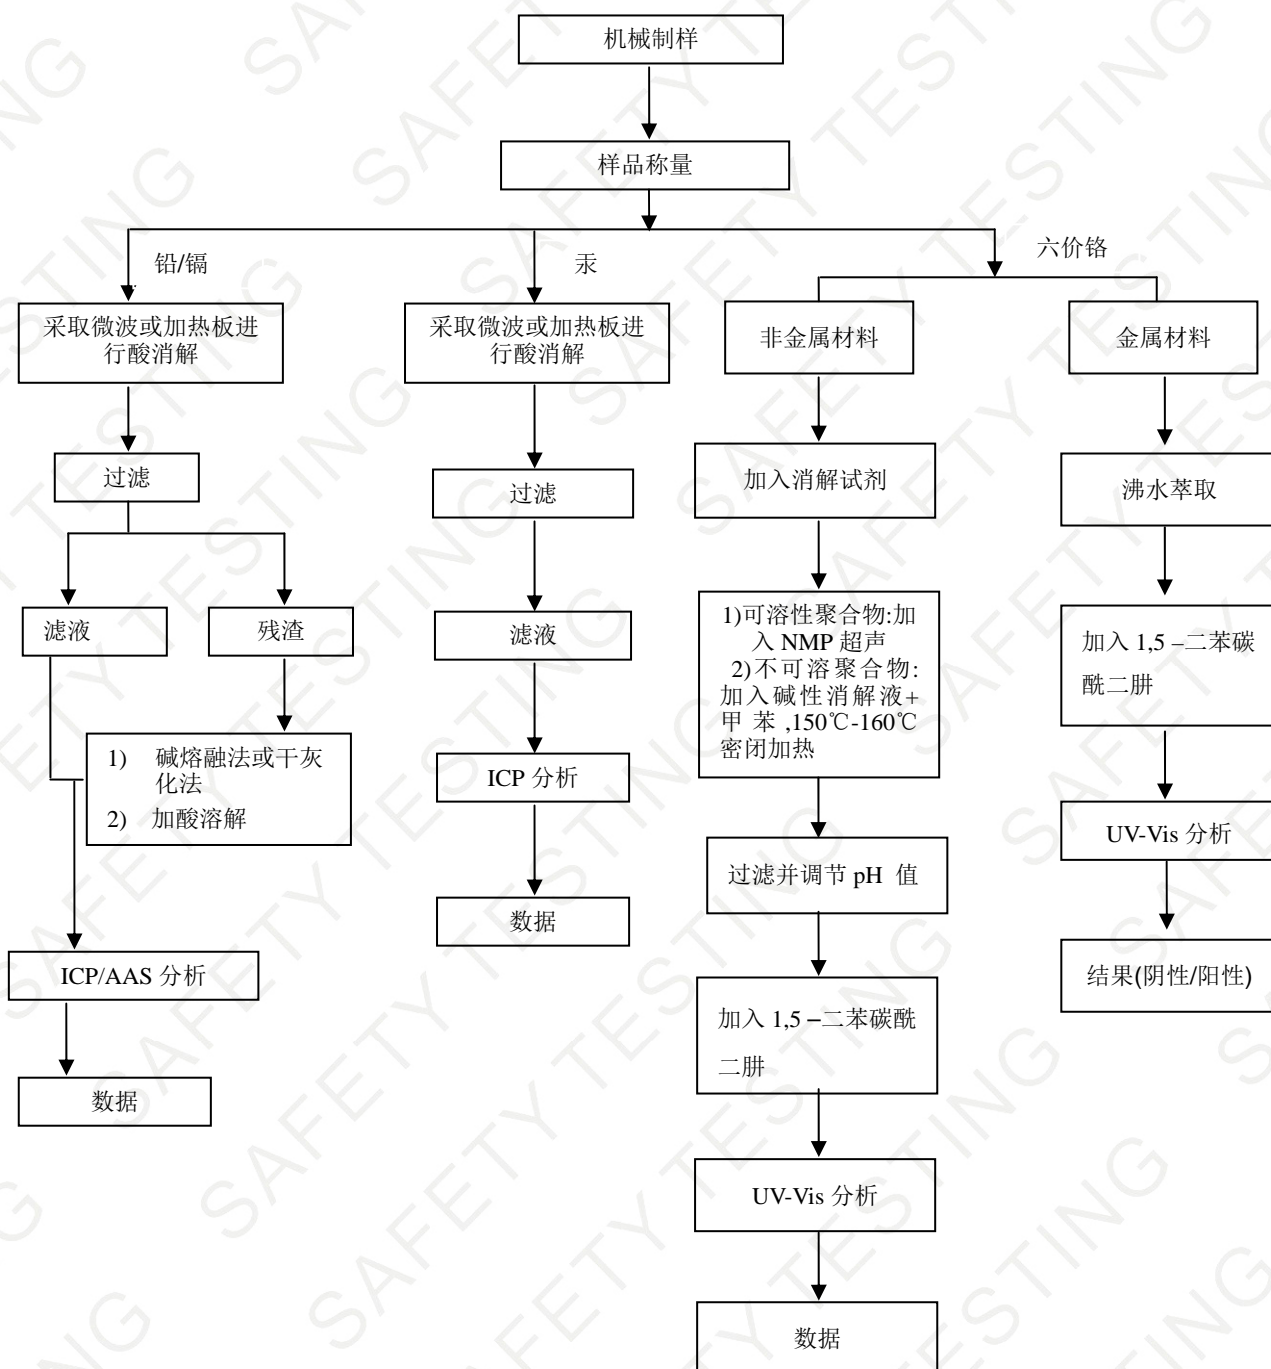 机械制样
样品称量
铅/镉
汞
六价铬
采取微波或加热板进
行酸消解
过滤
滤液
残渣
1) 碱熔融法或干灰
化法
2) 加酸溶解
ICP/AAS 分析
数据
采取微波或加热板进
行酸消解
过滤
滤液
ICP 分析
数据
非金属材料
加入消解试剂
1)可溶性聚合物:加
入 NMP 超声
2)不可溶聚合物:
加入碱性消解液+
甲 苯 ,150℃-160℃
密闭加热
过滤并调节 pH 值
加入 1,5 –二苯碳酰
二肼
UV-Vis 分析
数据
金属材料
沸水萃取
加入 1,5 –二苯碳
酰二肼
UV-Vis 分析
结果(阴性/阳性)
SAFETY TESTING